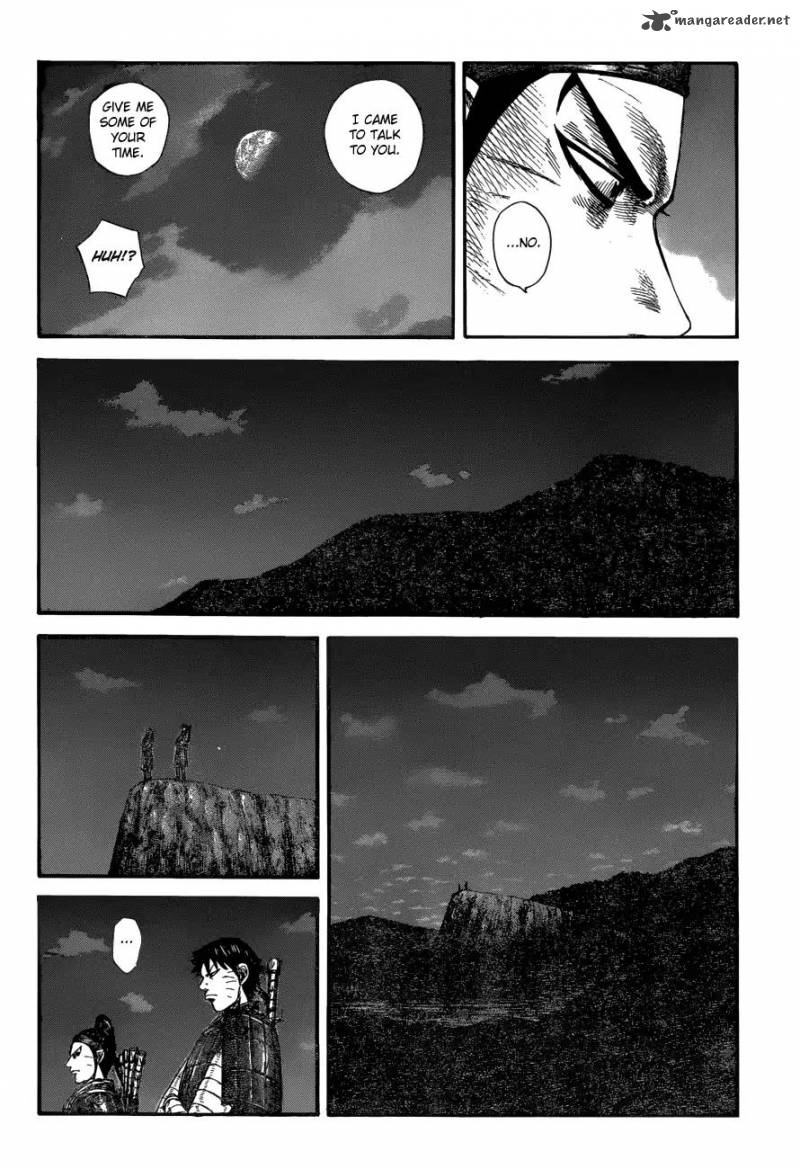 mangareader.net
...NO.
I CAME
TO TALK
TO YOU.
GIVE ME
SOME OF
YOUR
TIME.
HUH!?
...